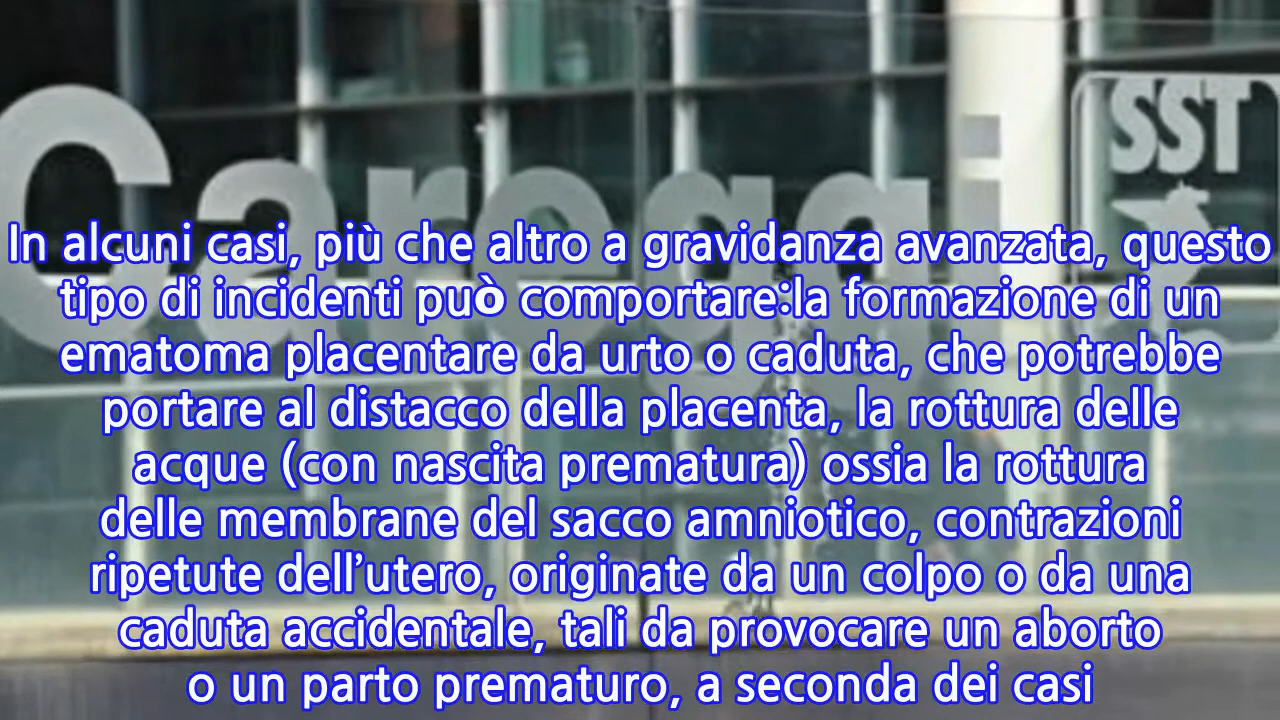 Careggi
SST
In alcuni casi, più che altro a gravidanza avanzata, questo
tipo di incidenti può comportare:la formazione di un
ematoma placentare da urto o caduta, che potrebbe
portare al distacco della placenta, la rottura delle
acque (con nascita prematura) ossia la rottura
delle membrane del sacco amniotico, contrazioni
ripetute dell’utero, originate da un colpo o da una
caduta accidentale, tali da provocare un aborto
o un parto prematuro, a seconda dei casi